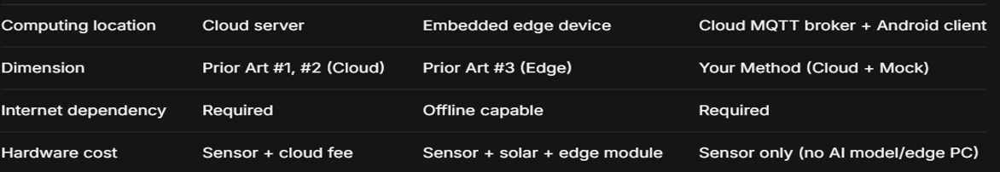 Computing location Cloud server Embedded edge device Cloud MQTT broker + Android client
Dimension Prior Art #1, #2 (Cloud) Prior Art #3 (Edge) Your Method (Cloud + Mock)
Internet dependency Required Offline capable Required
Hardware cost Sensor + cloud fee Sensor + solar + edge module Sensor only (no AI model/edge PC)